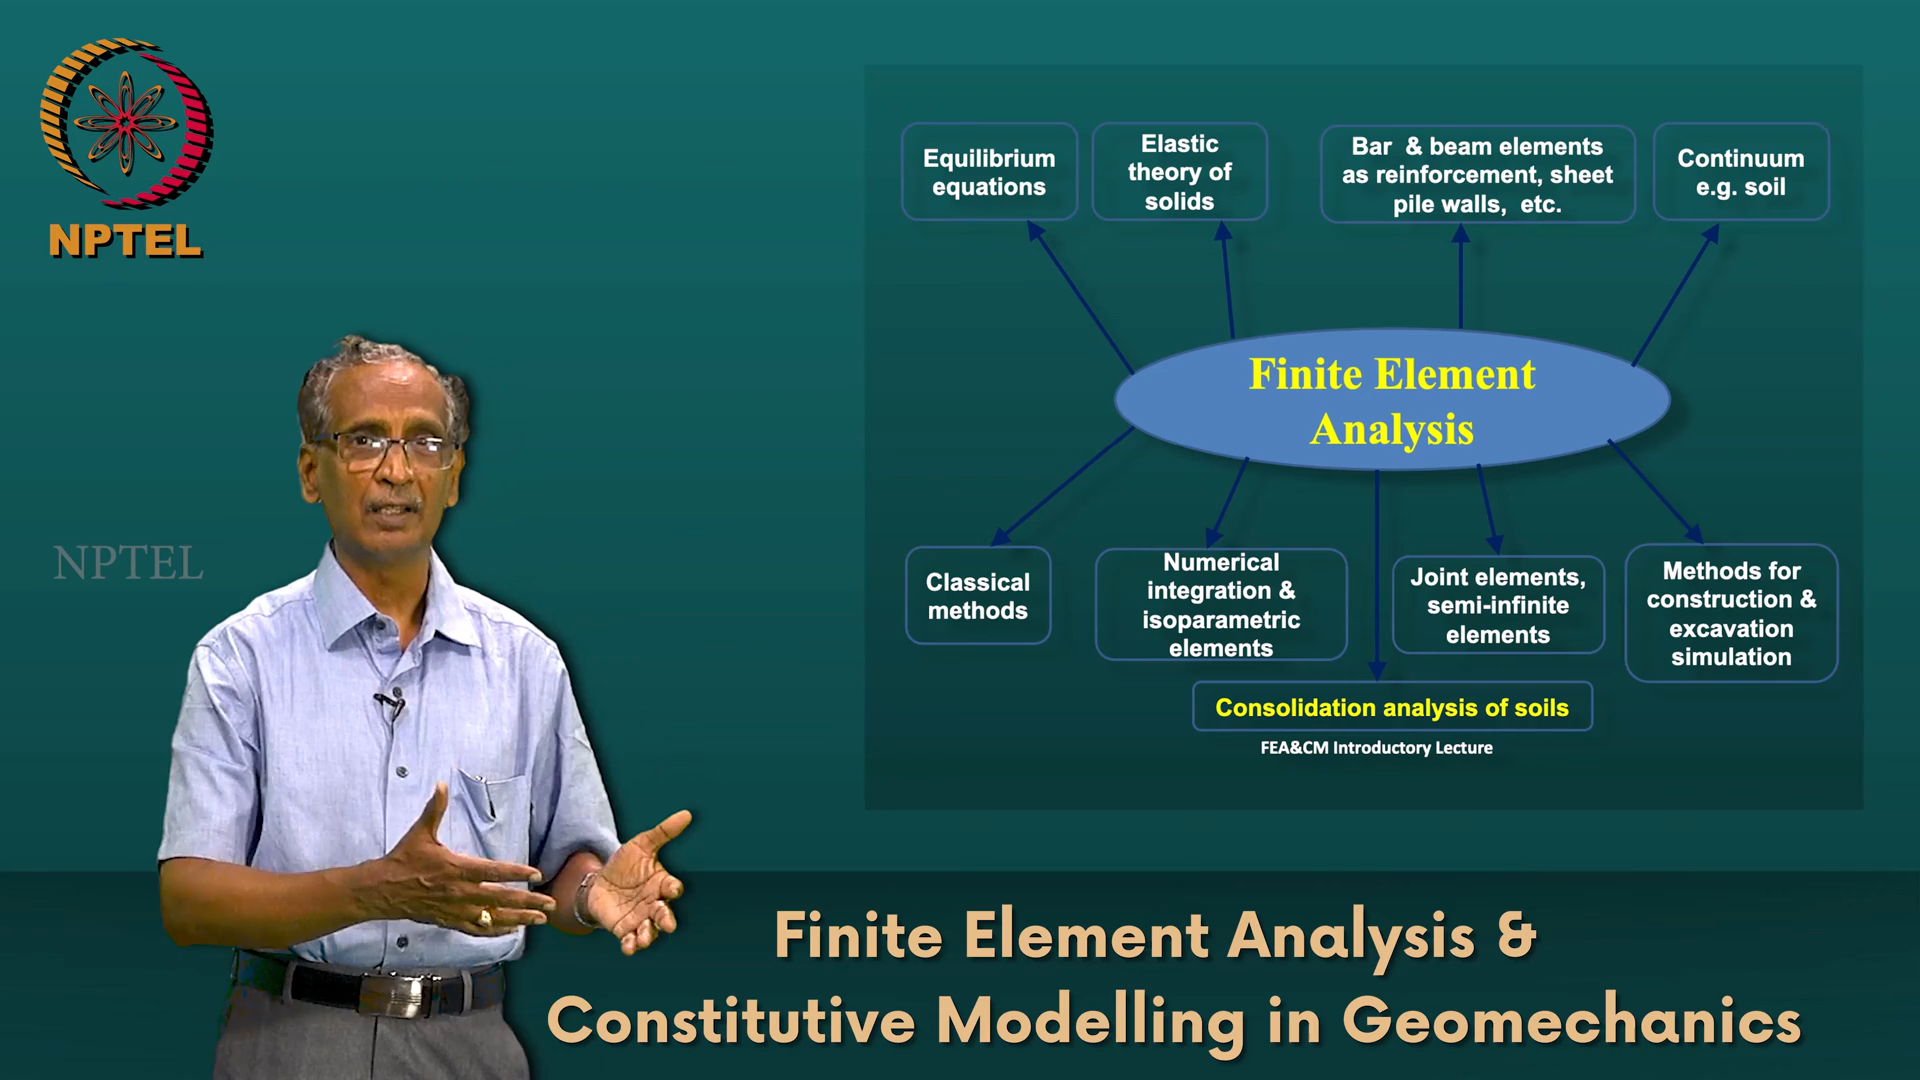 NPTEL
NPTEL
Equilibrium
equations
Elastic
theory of
solids
Bar & beam elements
as reinforcement, sheet
pile walls, etc.
Continuum
e.g. soil
Finite Element
Analysis
Classical
methods
Numerical
integration &
isoparametric
elements
Joint elements,
semi-infinite
elements
Methods for
construction &
excavation
simulation
Consolidation analysis of soils
FEA&CM Introductory Lecture
Finite Element Analysis &
Constitutive Modelling in Geomechanics